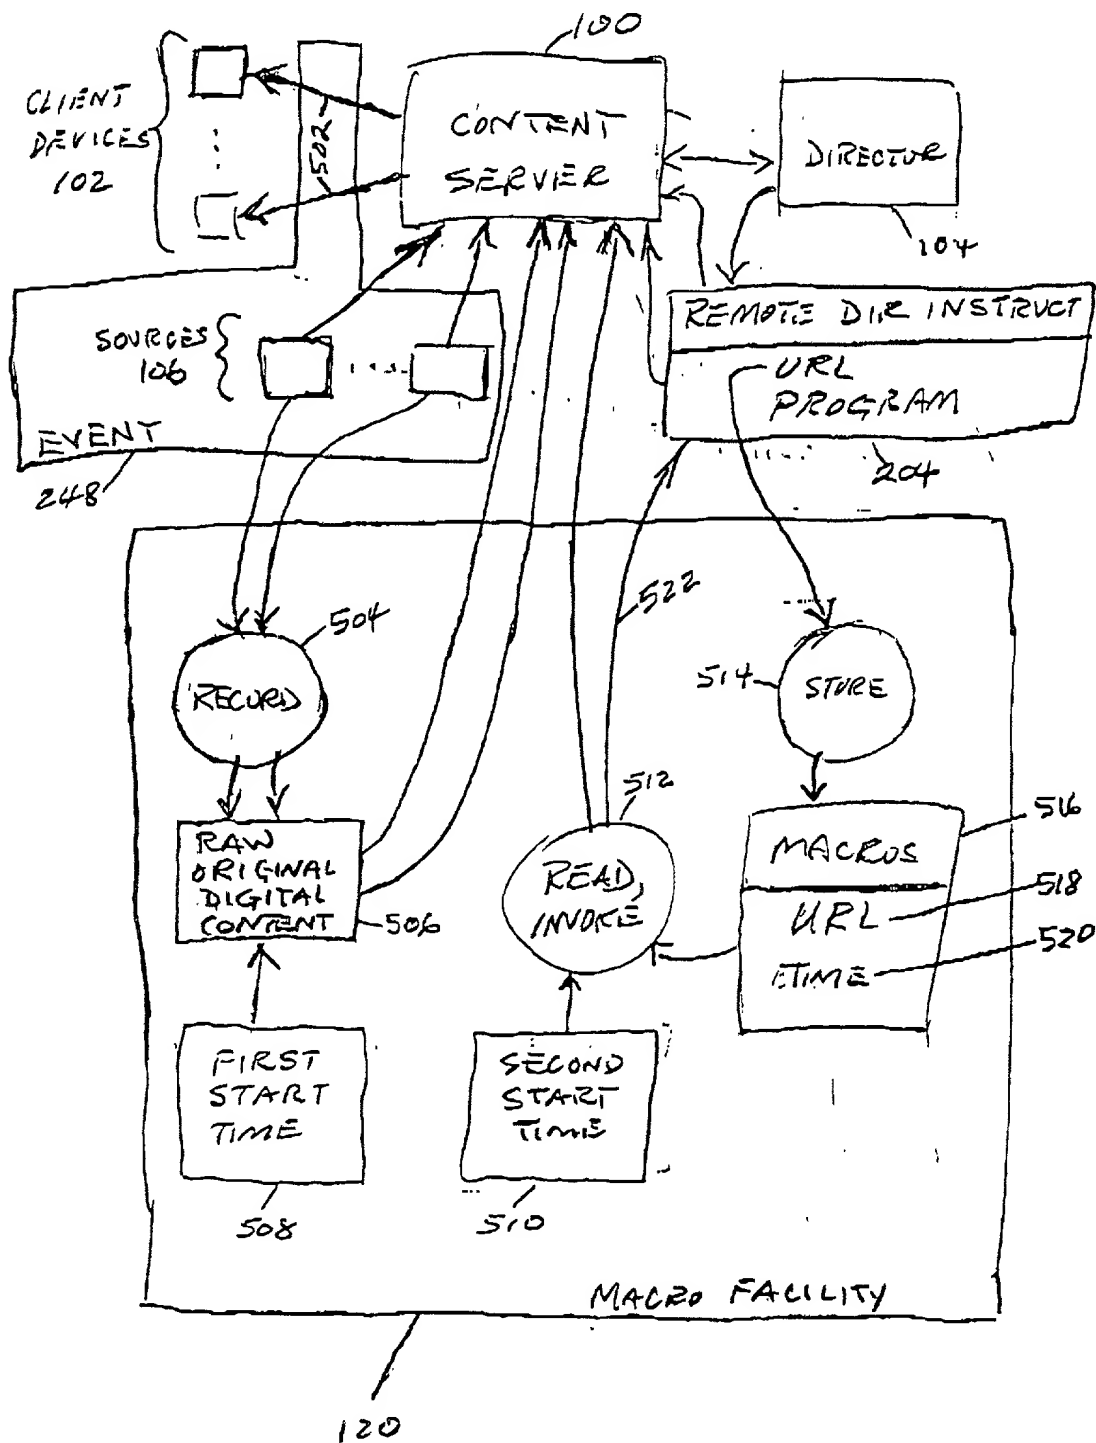 100
CLIENT
DEVICES
102
502
CONTENT
SERVER
DIRECTOR
104
REMOTE DIR INSTRUCT
URL
PROGRAM
204
SOURCES
106
EVENT
248
522
504
RECORD
514
STORE
512
516
RAW
ORIGINAL
DIGITAL
CONTENT
506
READ,
INVOKE
MACROS
518
URL
520
ETIME
FIRST
START
TIME
508
SECOND
START
TIME
510
MACRO FACILITY
120